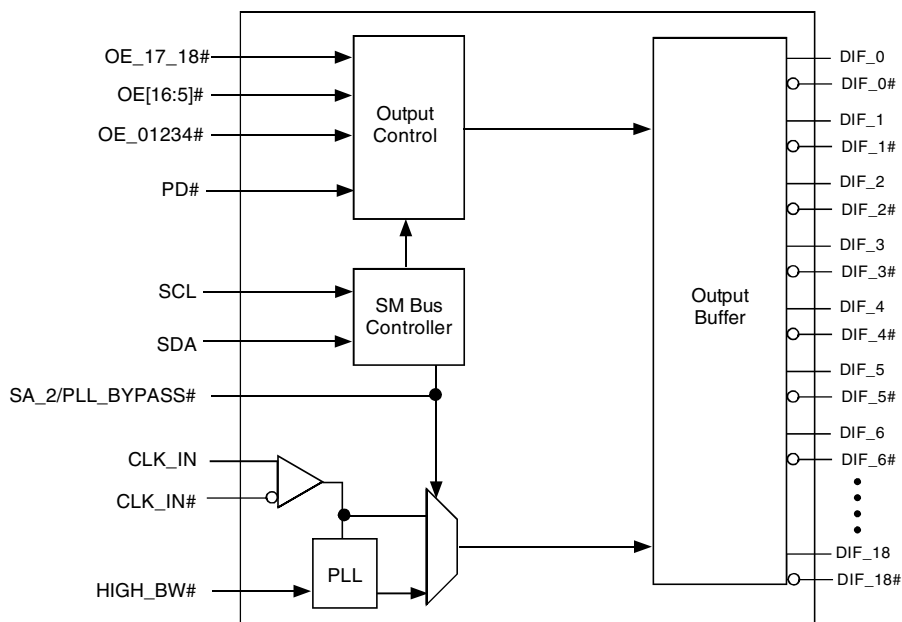 OE_17_18#
OE[16:5]#
OE_01234#
PD#
SCL
SDA
SA_2/PLL_BYPASS#
CLK_IN
CLK_IN#
HIGH_BW#
Output
Control
SM Bus
Controller
PLL
Output
Buffer
DIF_0
DIF_0#
DIF_1
DIF_1#
DIF_2
DIF_2#
DIF_3
DIF_3#
DIF_4
DIF_4#
DIF_5
DIF_5#
DIF_6
DIF_6#
DIF_18
DIF_18#